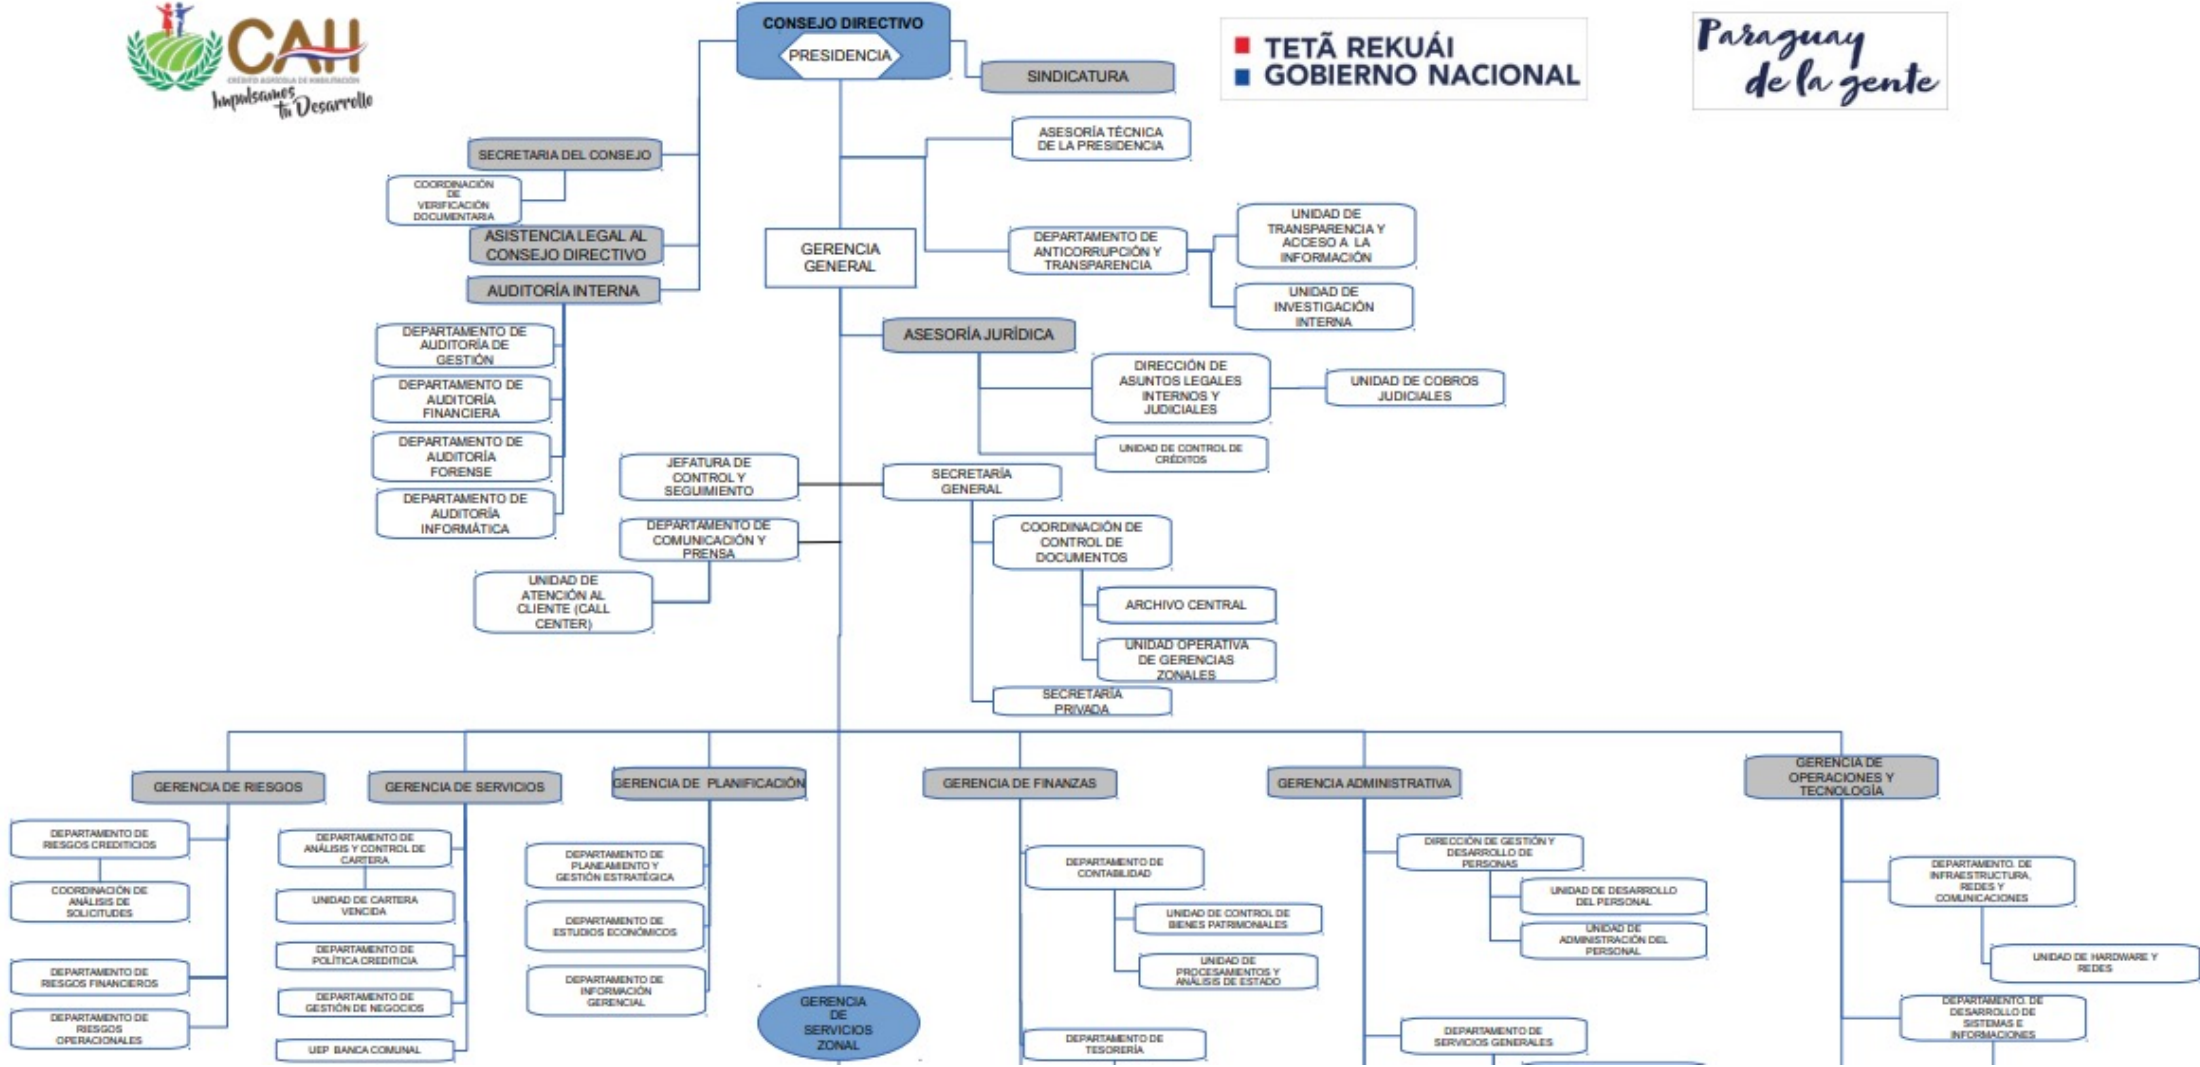 CAH
CRÉDITO AGRÍCOLA DE HABILITACIÓN
Impulsamos
tu Desarrollo
CONSEJO DIRECTIVO
PRESIDENCIA
SINDICATURA
TETÃ REKUÁI
GOBIERNO NACIONAL
Paraguay
de la gente
SECRETARIA DEL CONSEJO
COORDINACIÓN
DE
VERIFICACIÓN
DOCUMENTARIA
ASISTENCIA LEGAL AL
CONSEJO DIRECTIVO
AUDITORÍA INTERNA
DEPARTAMENTO DE
AUDITORÍA DE
GESTIÓN
DEPARTAMENTO DE
AUDITORÍA
FINANCIERA
DEPARTAMENTO DE
AUDITORÍA
FORENSE
DEPARTAMENTO DE
AUDITORÍA
INFORMÁTICA
ASESORÍA TÉCNICA
DE LA PRESIDENCIA
DEPARTAMENTO DE
ANTICORRUPCIÓN Y
TRANSPARENCIA
UNIDAD DE
TRANSPARENCIA Y
ACCESO A LA
INFORMACIÓN
UNIDAD DE
INVESTIGACIÓN
INTERNA
GERENCIA
GENERAL
ASESORÍA JURÍDICA
DIRECCIÓN DE
ASUNTOS LEGALES
INTERNOS Y
JUDICIALES
UNIDAD DE COBROS
JUDICIALES
UNIDAD DE CONTROL DE
CRÉDITOS
JEFATURA DE
CONTROL Y
SEGUIMIENTO
DEPARTAMENTO DE
COMUNICACIÓN Y
PRENSA
UNIDAD DE
ATENCIÓN AL
CLIENTE (CALL
CENTER)
SECRETARÍA
GENERAL
COORDINACIÓN DE
CONTROL DE
DOCUMENTOS
ARCHIVO CENTRAL
UNIDAD OPERATIVA
DE GERENCIAS
ZONALES
SECRETARÍA
PRIVADA
GERENCIA DE RIESGOS
DEPARTAMENTO DE
RIESGOS CREDITICIOS
COORDINACIÓN DE
ANÁLISIS DE
SOLICITUDES
DEPARTAMENTO DE
RIESGOS FINANCIEROS
DEPARTAMENTO DE
RIESGOS
OPERACIONALES
GERENCIA DE SERVICIOS
DEPARTAMENTO DE
ANÁLISIS Y CONTROL DE
CARTERA
UNIDAD DE CARTERA
VENCIDA
DEPARTAMENTO DE
POLÍTICA CREDITICIA
DEPARTAMENTO DE
GESTIÓN DE NEGOCIOS
UEP BANCA COMUNAL
GERENCIA DE PLANIFICACIÓN
DEPARTAMENTO DE
PLANEAMIENTO Y
GESTIÓN ESTRATÉGICA
DEPARTAMENTO DE
ESTUDIOS ECONÓMICOS
DEPARTAMENTO DE
INFORMACIÓN
GERENCIAL
GERENCIA
DE
SERVICIOS
ZONAL
GERENCIA DE FINANZAS
DEPARTAMENTO DE
CONTABILIDAD
UNIDAD DE CONTROL DE
BIENES PATRIMONIALES
UNIDAD DE
PROCESAMIENTOS Y
ANÁLISIS DE ESTADO
DEPARTAMENTO DE
TESORERÍA
GERENCIA ADMINISTRATIVA
DIRECCIÓN DE GESTIÓN Y
DESARROLLO DE
PERSONAS
UNIDAD DE DESARROLLO
DEL PERSONAL
UNIDAD DE
ADMINISTRACIÓN DEL
PERSONAL
DEPARTAMENTO DE
SERVICIOS GENERALES
GERENCIA DE
OPERACIONES Y
TECNOLOGÍA
DEPARTAMENTO. DE
INFRAESTRUCTURA,
REDES Y
COMUNICACIONES
UNIDAD DE HARDWARE Y
REDES
DEPARTAMENTO. DE
DESARROLLO DE
SISTEMAS E
INFORMACIONES